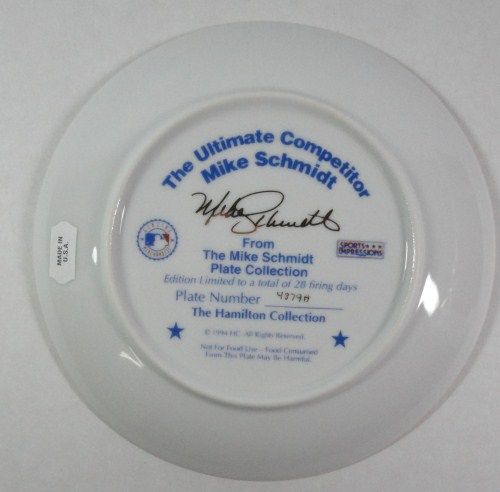 The Ultimate Competitor
Mike Schmidt
Mike Schmidt
From
The Mike Schmidt
Plate Collection
Edition Limited to a total of 28 firing days
Plate Number 4879A
The Hamilton Collection
© 1994 HC. All Rights Reserved.
Not For Food Use – Food Consumed
From This Plate May Be Harmful.
SPORTS
IMPRESSIONS
MADE IN
U.S.A.